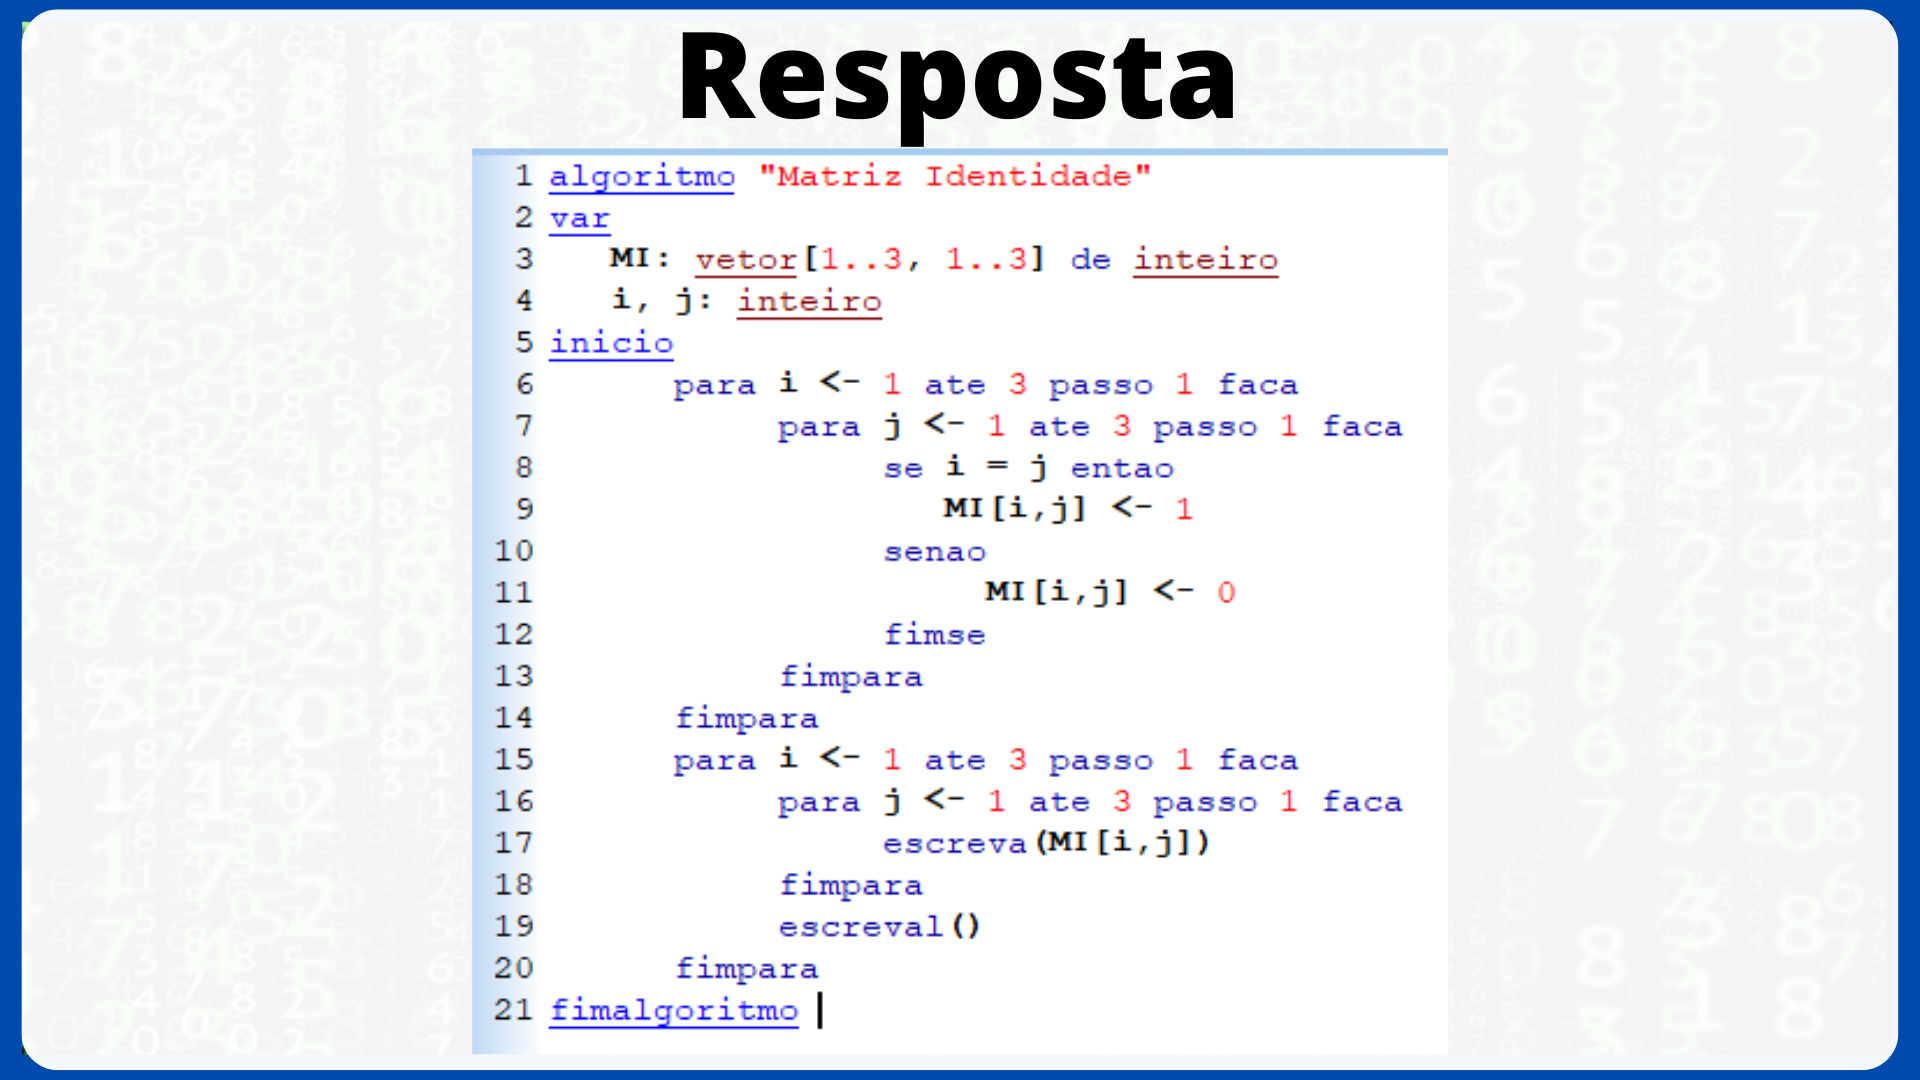 Resposta
1 algoritmo "Matriz Identidade"
2 var
3 MI: vetor[1..3, 1..3] de inteiro
4 i, j: inteiro
5 inicio
6 para i <- 1 ate 3 passo 1 faca
7 para j <- 1 ate 3 passo 1 faca
8 se i = j entao
9 MI[i,j] <- 1
10 senao
11 MI[i,j] <- 0
12 fimse
13 fimpara
14 fimpara
15 para i <- 1 ate 3 passo 1 faca
16 para j <- 1 ate 3 passo 1 faca
17 escreva(MI[i,j])
18 fimpara
19 escreval()
20 fimpara
21 fimalgoritmo